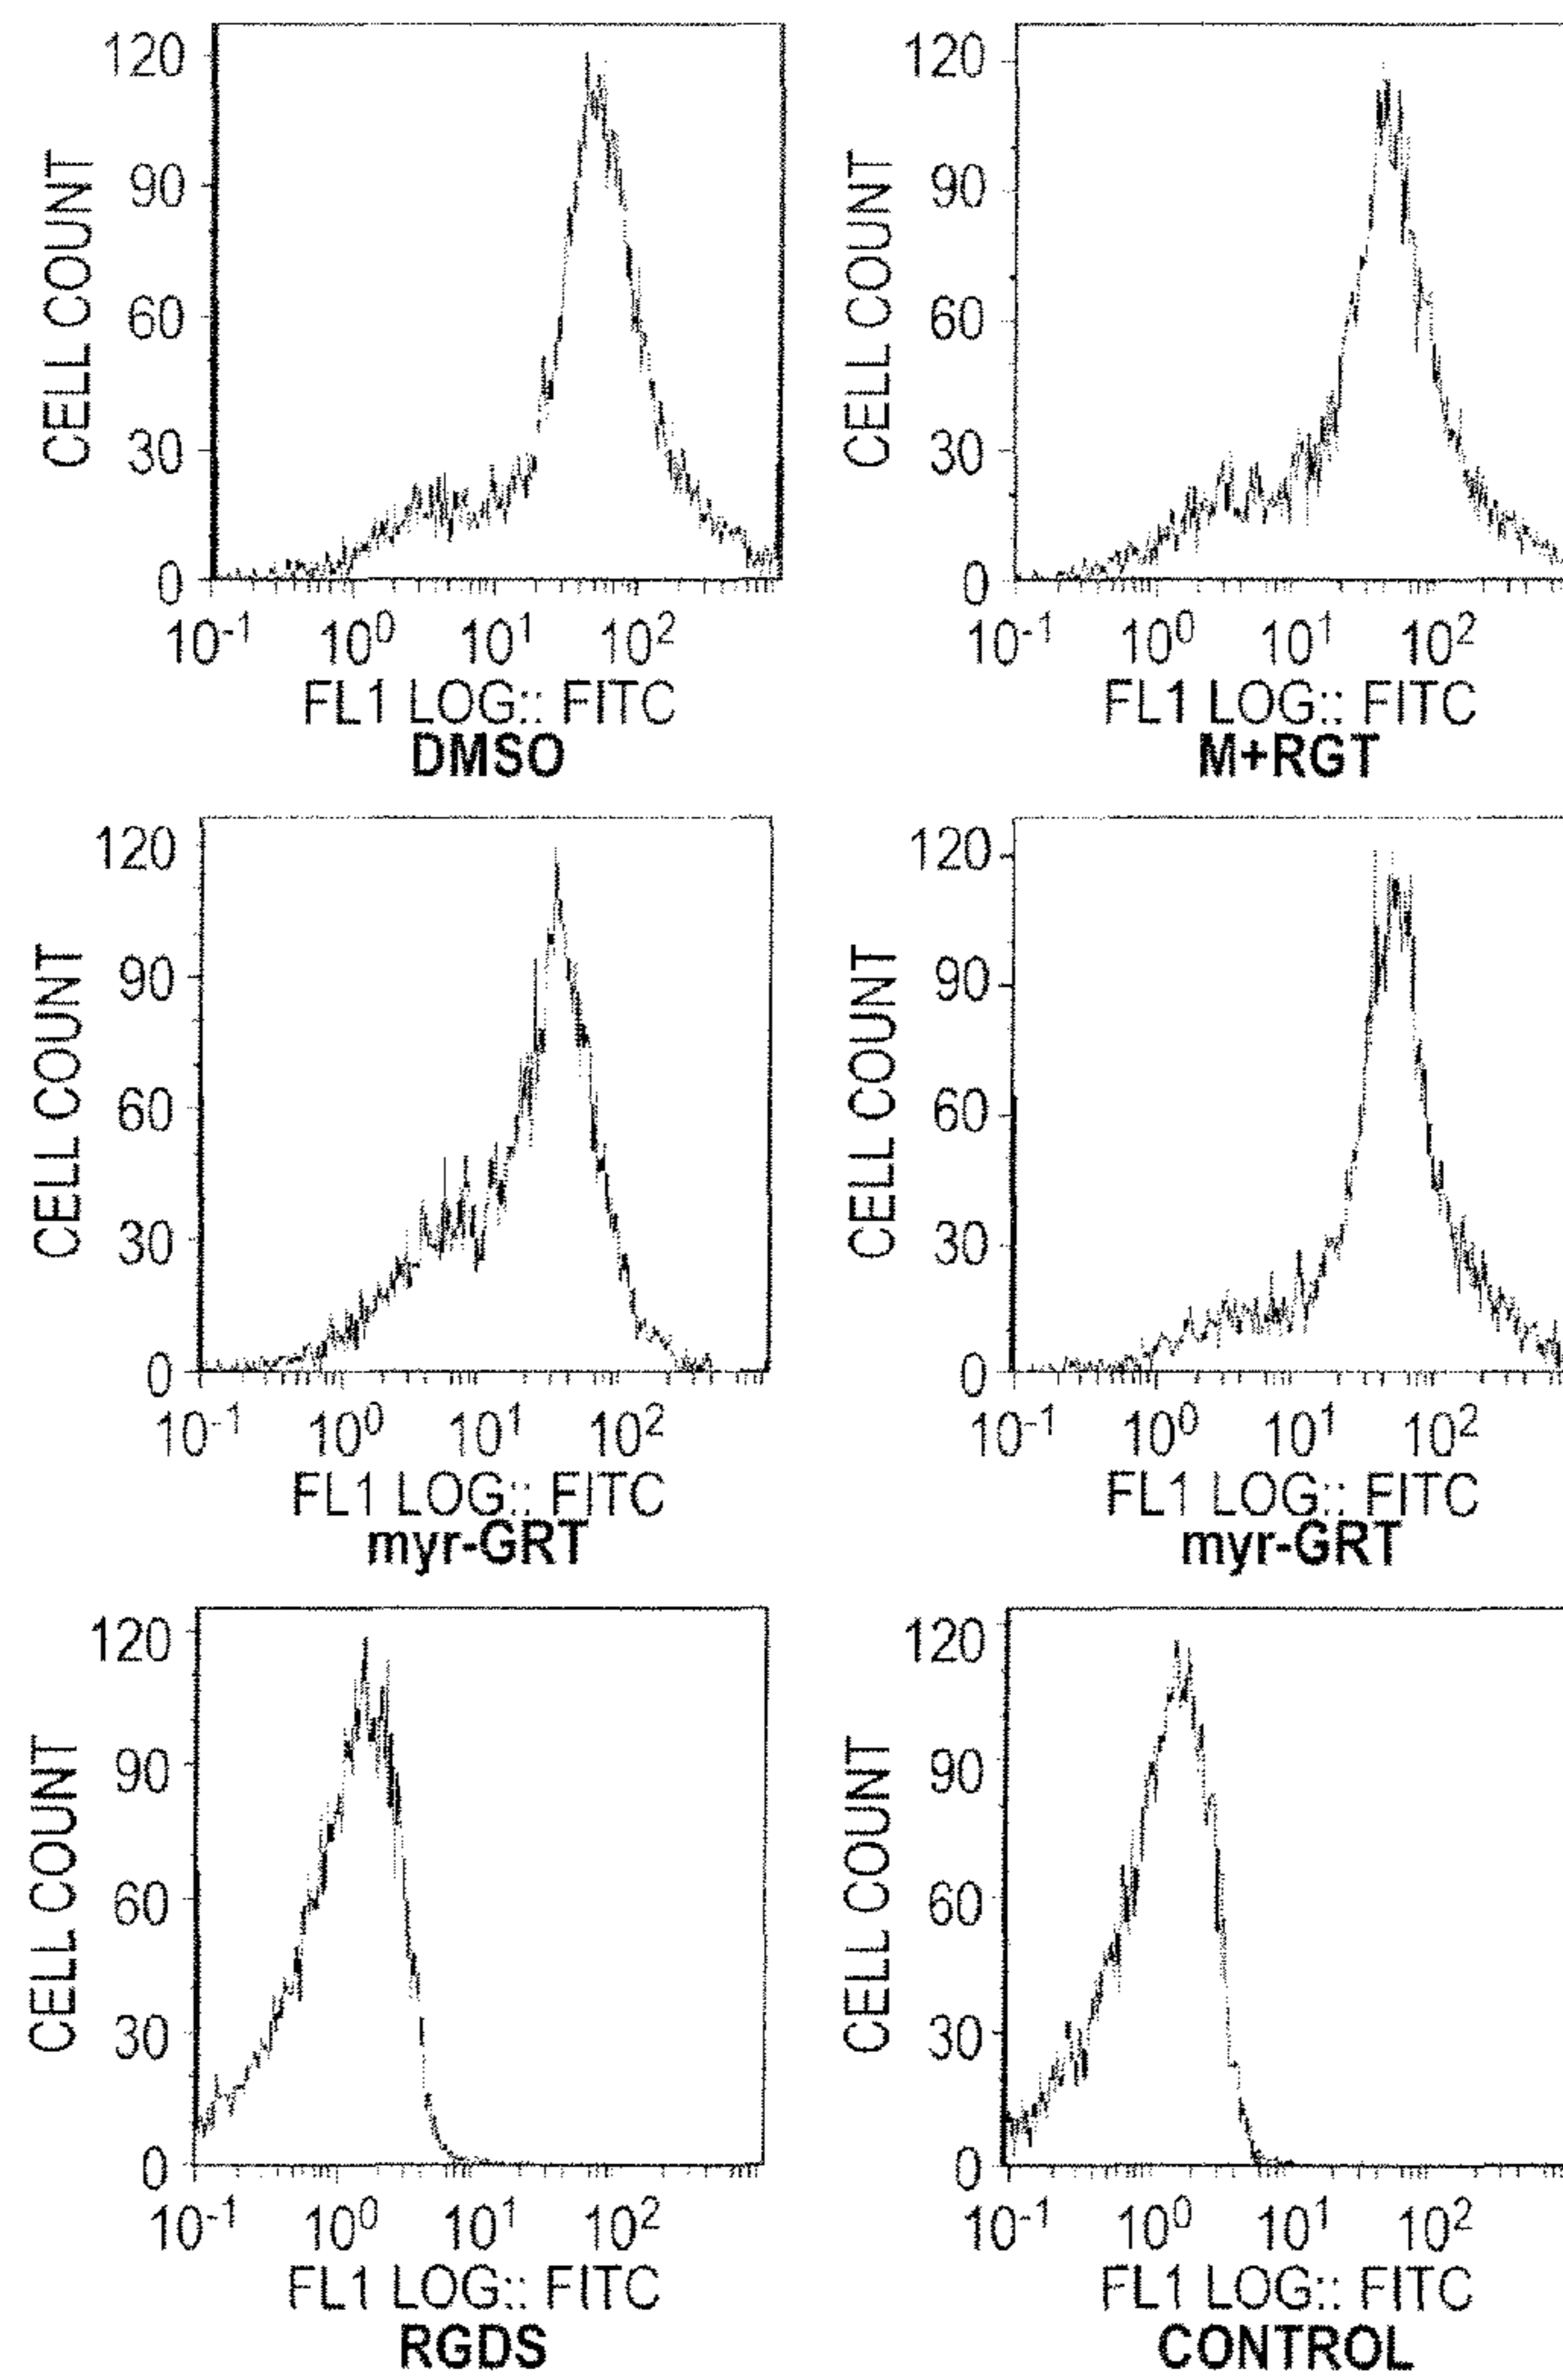 120
90
60
30
0
CELL COUNT
10⁻¹ 10⁰ 10¹ 10²
FL1 LOG:: FITC
DMSO
120
90
60
30
0
CELL COUNT
10⁻¹ 10⁰ 10¹ 10²
FL1 LOG:: FITC
M+RGT
120
90
60
30
0
CELL COUNT
10⁻¹ 10⁰ 10¹ 10²
FL1 LOG:: FITC
myr-GRT
120
90
60
30
0
CELL COUNT
10⁻¹ 10⁰ 10¹ 10²
FL1 LOG:: FITC
myr-GRT
120
90
60
30
0
CELL COUNT
10⁻¹ 10⁰ 10¹ 10²
FL1 LOG:: FITC
RGDS
120
90
60
30
0
CELL COUNT
10⁻¹ 10⁰ 10¹ 10²
FL1 LOG:: FITC
CONTROL